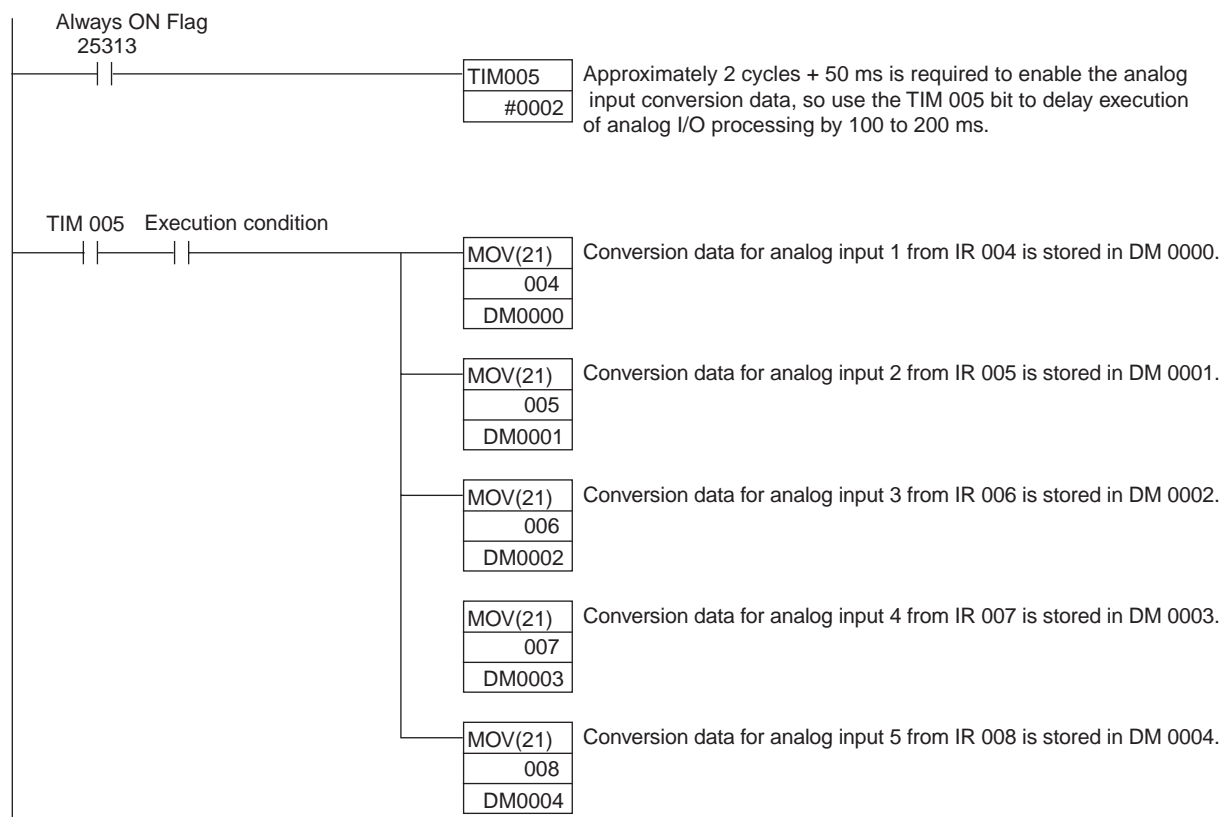 Always ON Flag
25313
TIM005
#0002
Approximately 2 cycles + 50 ms is required to enable the analog
input conversion data, so use the TIM 005 bit to delay execution
of analog I/O processing by 100 to 200 ms.
TIM 005 Execution condition
MOV(21)
004
DM0000
Conversion data for analog input 1 from IR 004 is stored in DM 0000.
MOV(21)
005
DM0001
Conversion data for analog input 2 from IR 005 is stored in DM 0001.
MOV(21)
006
DM0002
Conversion data for analog input 3 from IR 006 is stored in DM 0002.
MOV(21)
007
DM0003
Conversion data for analog input 4 from IR 007 is stored in DM 0003.
MOV(21)
008
DM0004
Conversion data for analog input 5 from IR 008 is stored in DM 0004.